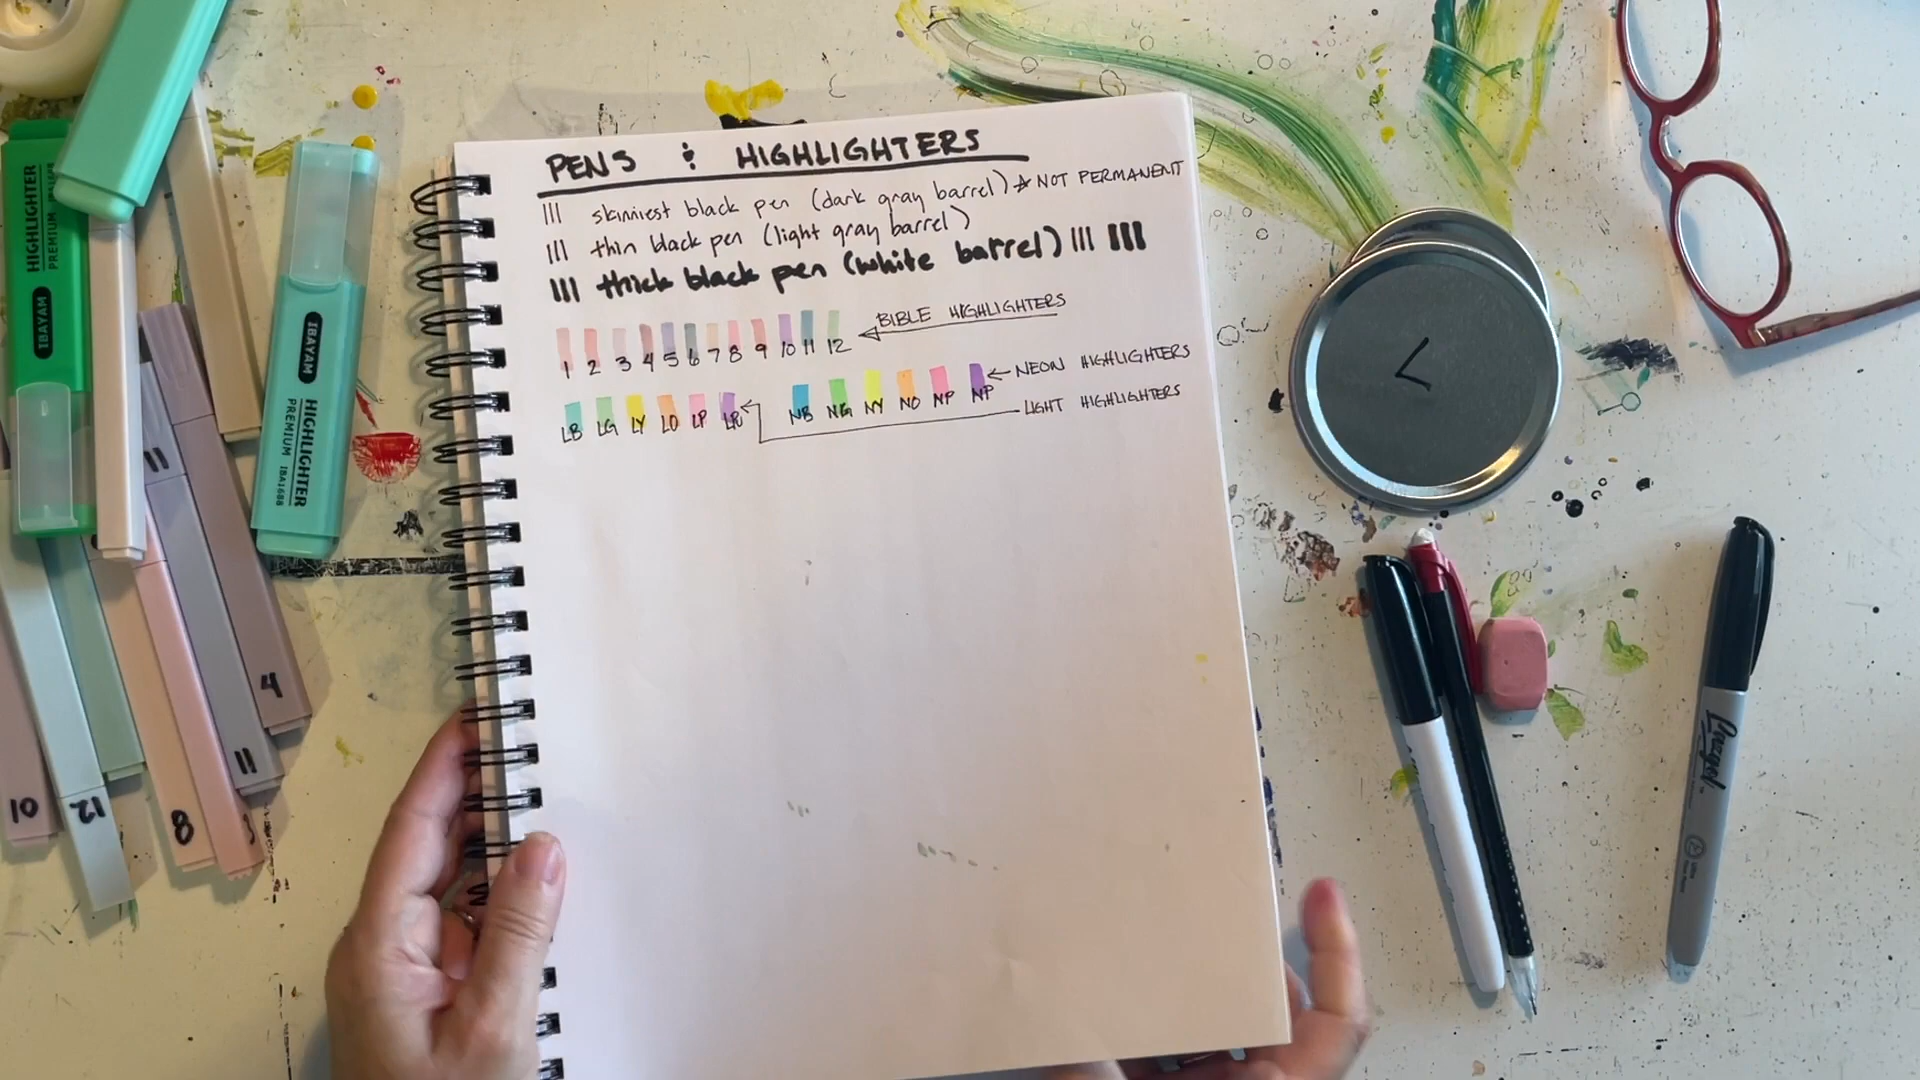 PENS & HIGHLIGHTERS
||| skinniest black pen (dark gray barrel) ☆ NOT PERMANENT
||| thin black pen (light gray barrel)
||| thick black pen (white barrel) ||| |||
1 2 3 4 5 6 7 8 9 10 11 12 ← BIBLE HIGHLIGHTERS
NB NG NY NO NP NP ← NEON HIGHLIGHTERS
LB LG LY LO LP LPU ← LIGHT HIGHLIGHTERS
HIGHLIGHTER
PREMIUM
IBAYAM
IBAYAM
HIGHLIGHTER
PREMIUM IBA1688
11
4
11
10
12
8